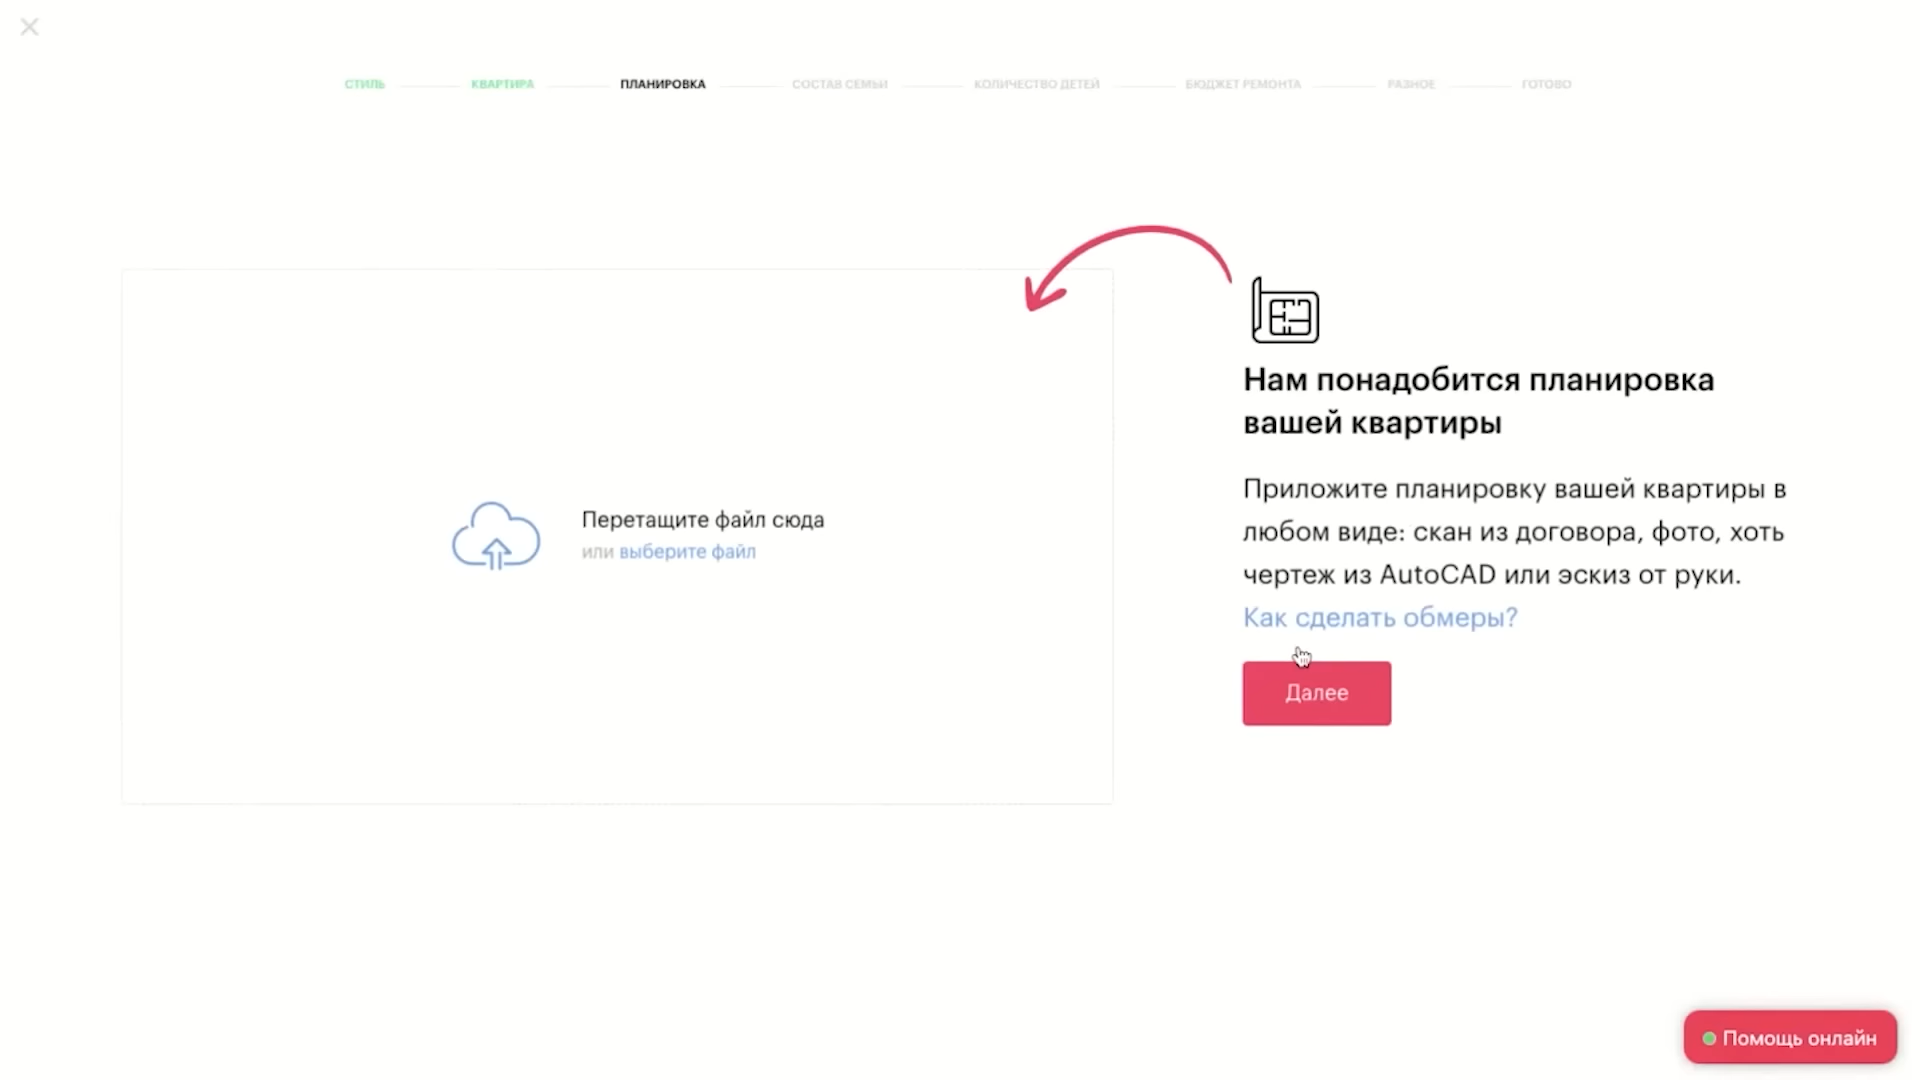 СТИЛЬ
КВАРТИРА
ПЛАНИРОВКА
СОСТАВ СЕМЬИ
КОЛИЧЕСТВО ДЕТЕЙ
БЮДЖЕТ РЕМОНТА
РАЗНОЕ
ГОТОВО
Перетащите файл сюда
или выберите файл
Нам понадобится планировка
вашей квартиры
Приложите планировку вашей квартиры в
любом виде: скан из договора, фото, хоть
чертеж из AutoCAD или эскиз от руки.
Как сделать обмеры?
Далее
Помощь онлайн